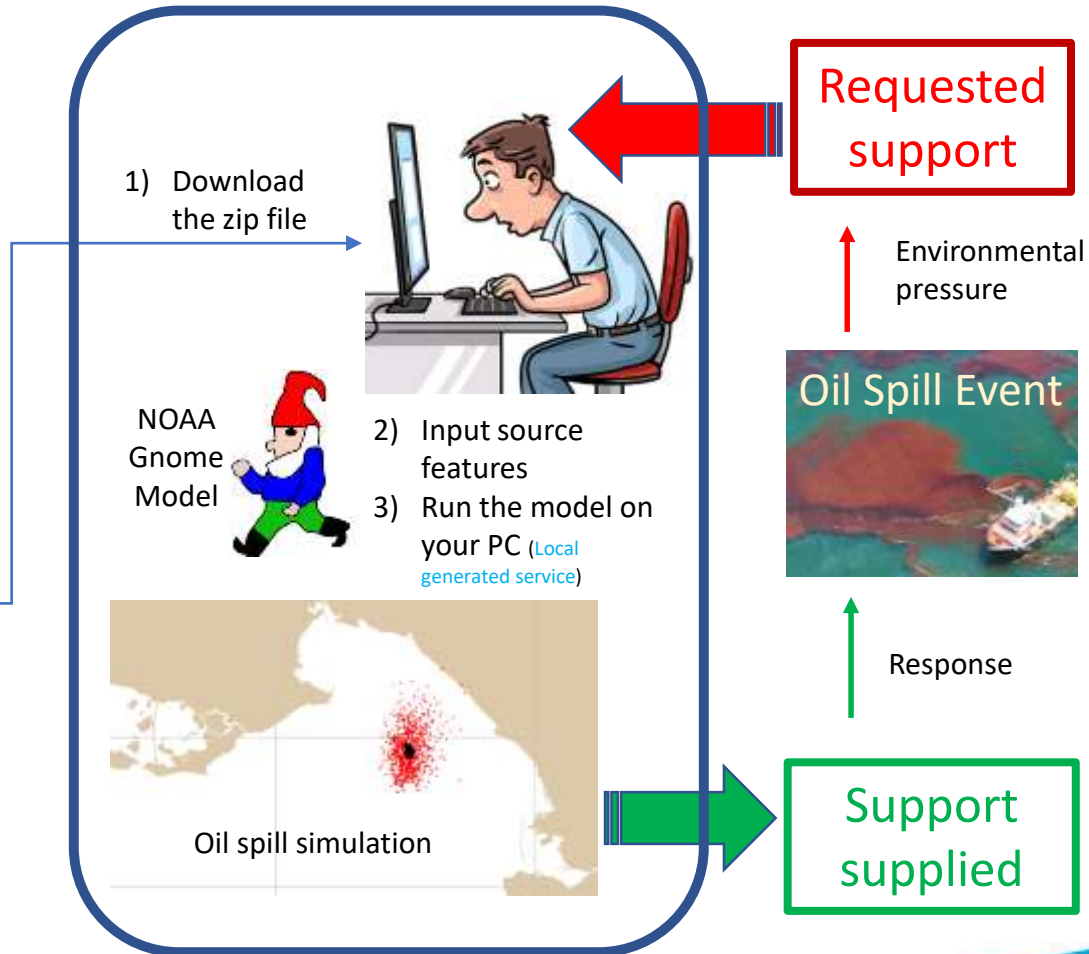 1) Download
the zip file
NOAA
Gnome
Model
2) Input source
features
3) Run the model on
your PC (Local
generated service)
Oil spill simulation
Requested
support
Environmental
pressure
Oil Spill Event
Response
Support
supplied